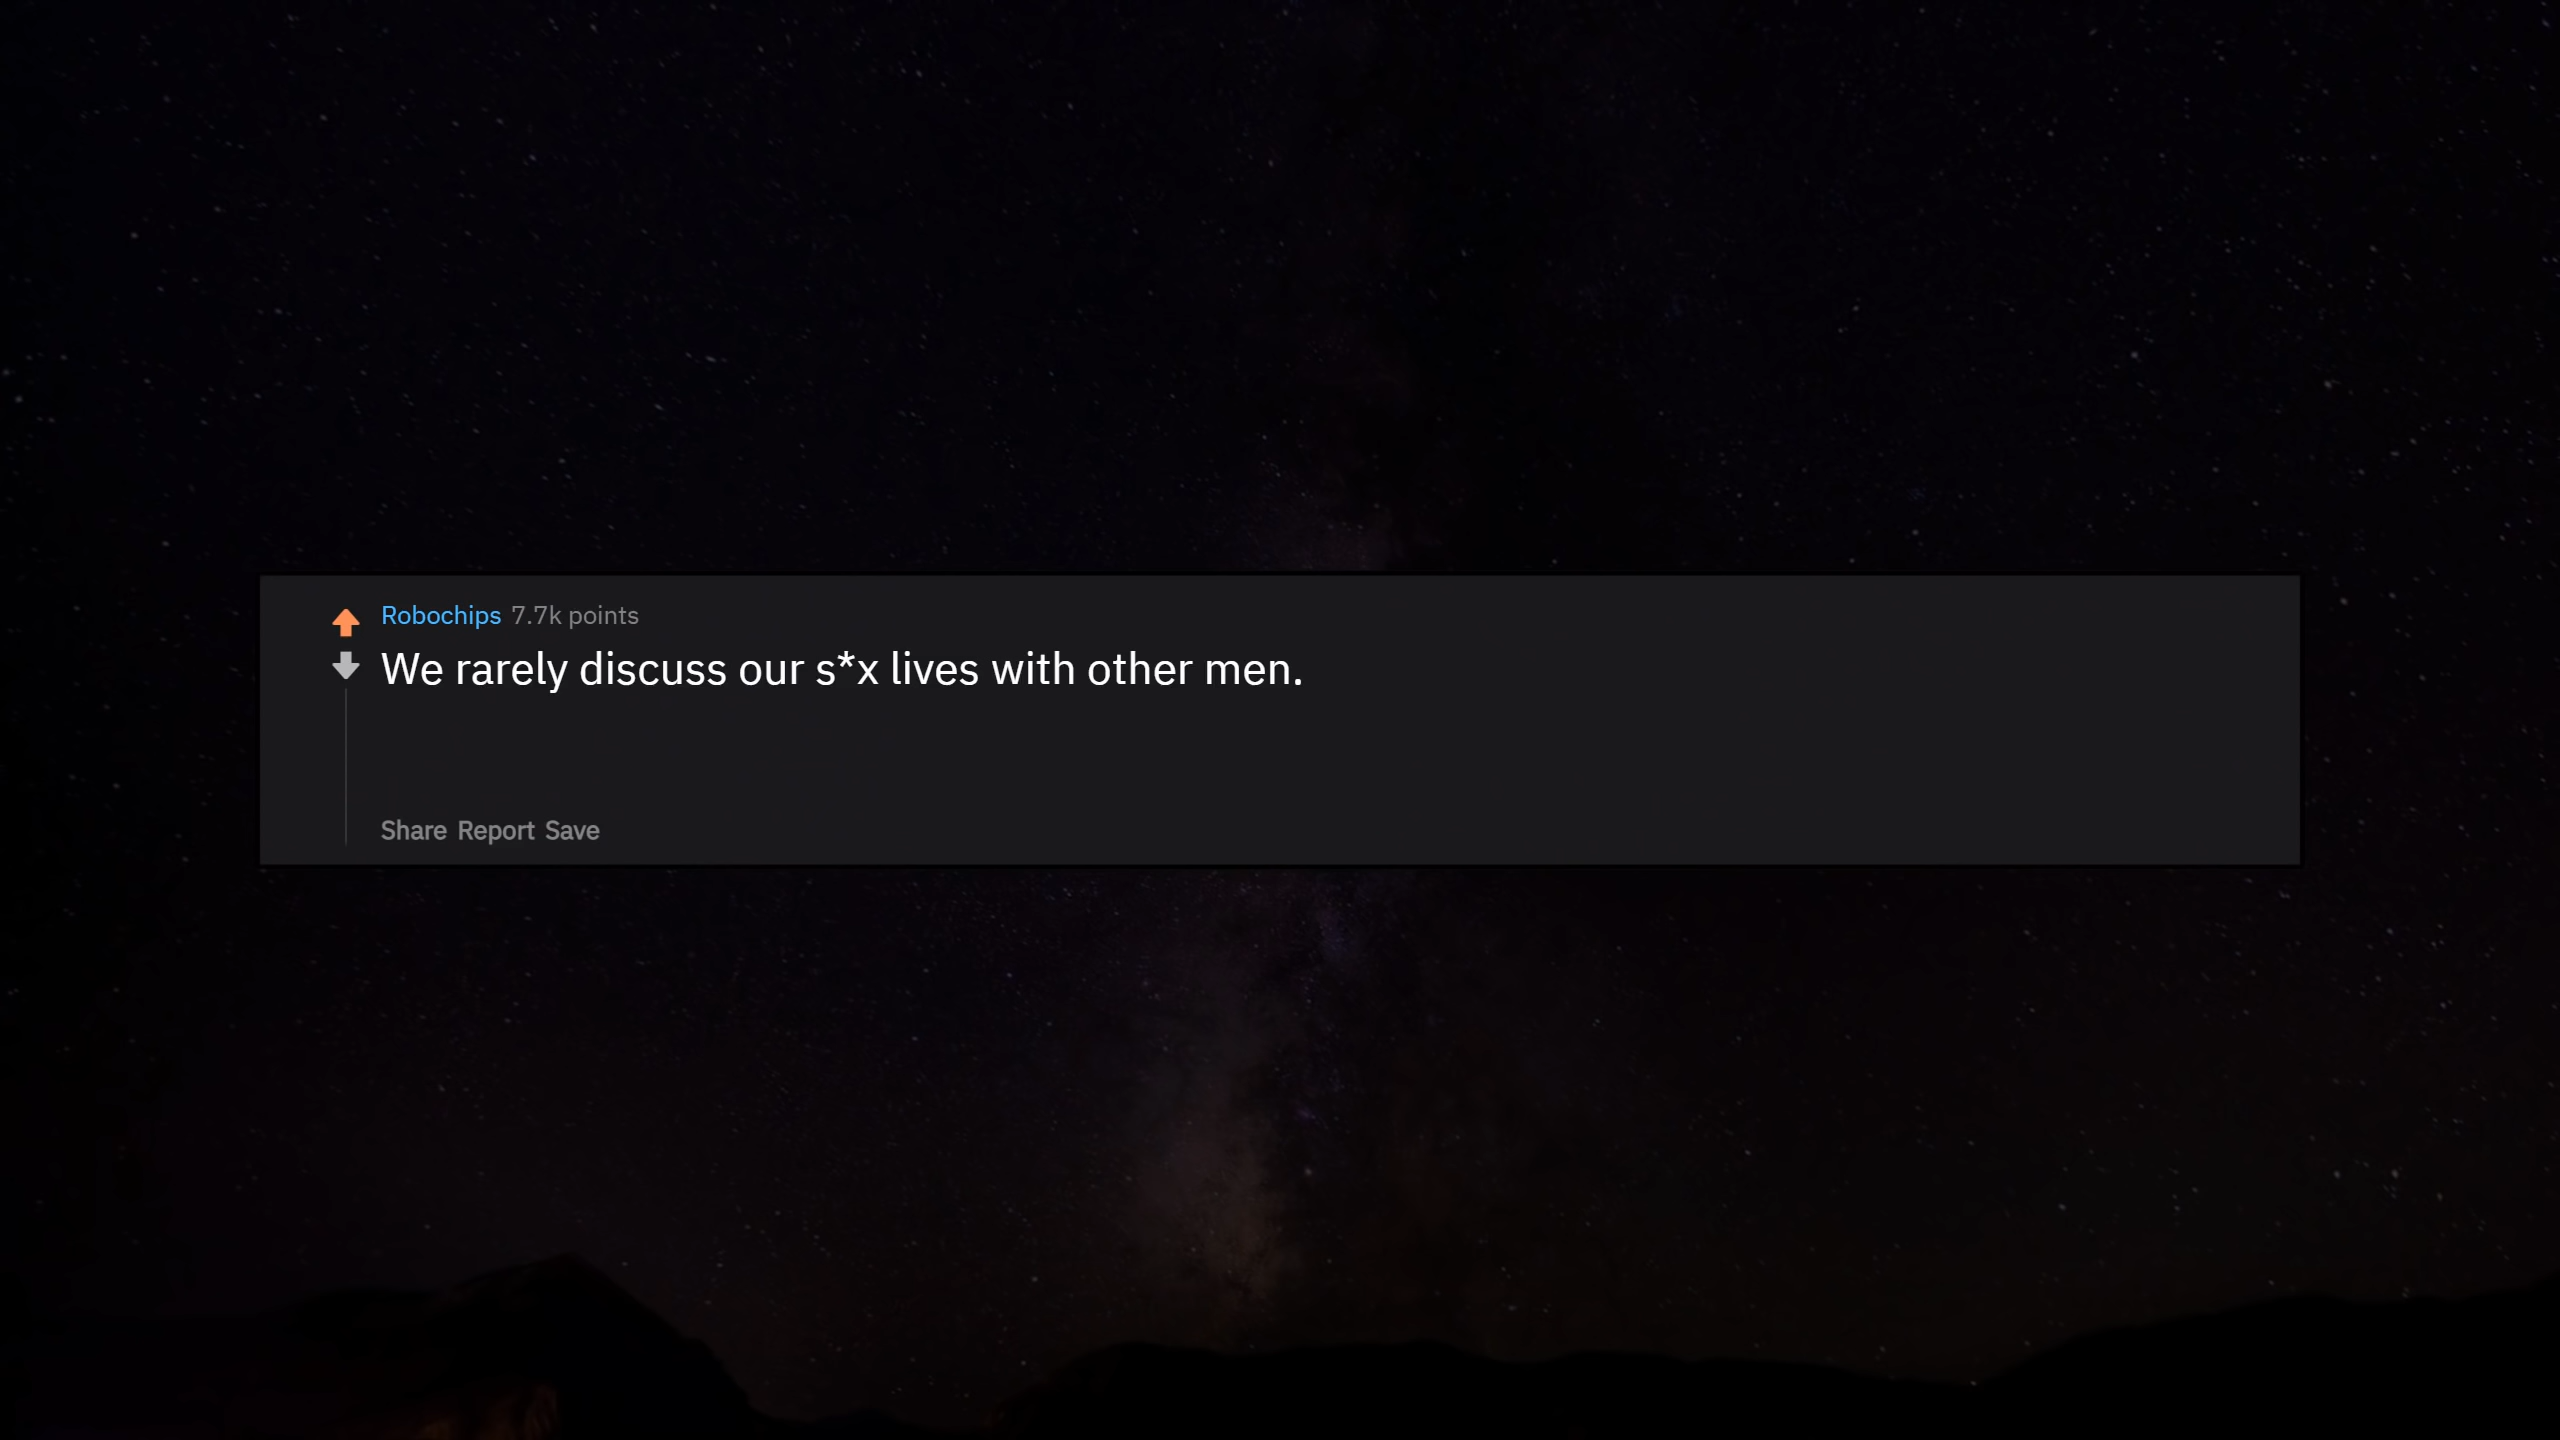 Robochips 7.7k points
We rarely discuss our s*x lives with other men.
Share Report Save